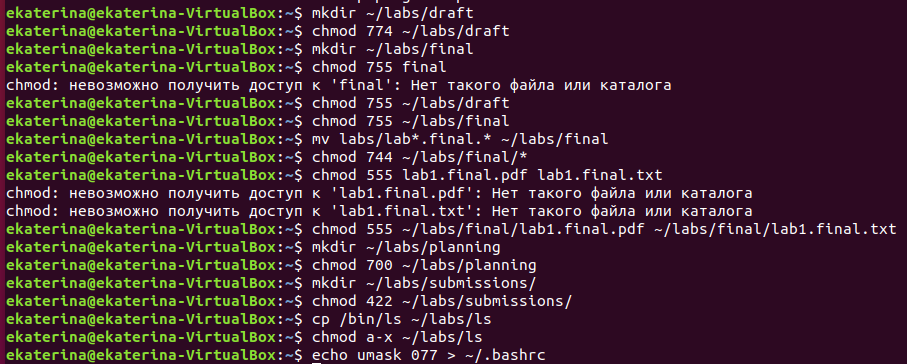 ekaterina@ekaterina-VirtualBox:~$ mkdir ~/labs/draft
ekaterina@ekaterina-VirtualBox:~$ chmod 774 ~/labs/draft
ekaterina@ekaterina-VirtualBox:~$ mkdir ~/labs/final
ekaterina@ekaterina-VirtualBox:~$ chmod 755 final
chmod: невозможно получить доступ к 'final': Нет такого файла или каталога
ekaterina@ekaterina-VirtualBox:~$ chmod 755 ~/labs/draft
ekaterina@ekaterina-VirtualBox:~$ chmod 755 ~/labs/final
ekaterina@ekaterina-VirtualBox:~$ mv labs/lab*.final.* ~/labs/final
ekaterina@ekaterina-VirtualBox:~$ chmod 744 ~/labs/final/*
ekaterina@ekaterina-VirtualBox:~$ chmod 555 lab1.final.pdf lab1.final.txt
chmod: невозможно получить доступ к 'lab1.final.pdf': Нет такого файла или каталога
chmod: невозможно получить доступ к 'lab1.final.txt': Нет такого файла или каталога
ekaterina@ekaterina-VirtualBox:~$ chmod 555 ~/labs/final/lab1.final.pdf ~/labs/final/lab1.final.txt
ekaterina@ekaterina-VirtualBox:~$ mkdir ~/labs/planning
ekaterina@ekaterina-VirtualBox:~$ chmod 700 ~/labs/planning
ekaterina@ekaterina-VirtualBox:~$ mkdir ~/labs/submissions/
ekaterina@ekaterina-VirtualBox:~$ chmod 422 ~/labs/submissions/
ekaterina@ekaterina-VirtualBox:~$ cp /bin/ls ~/labs/ls
ekaterina@ekaterina-VirtualBox:~$ chmod a-x ~/labs/ls
ekaterina@ekaterina-VirtualBox:~$ echo umask 077 > ~/.bashrc